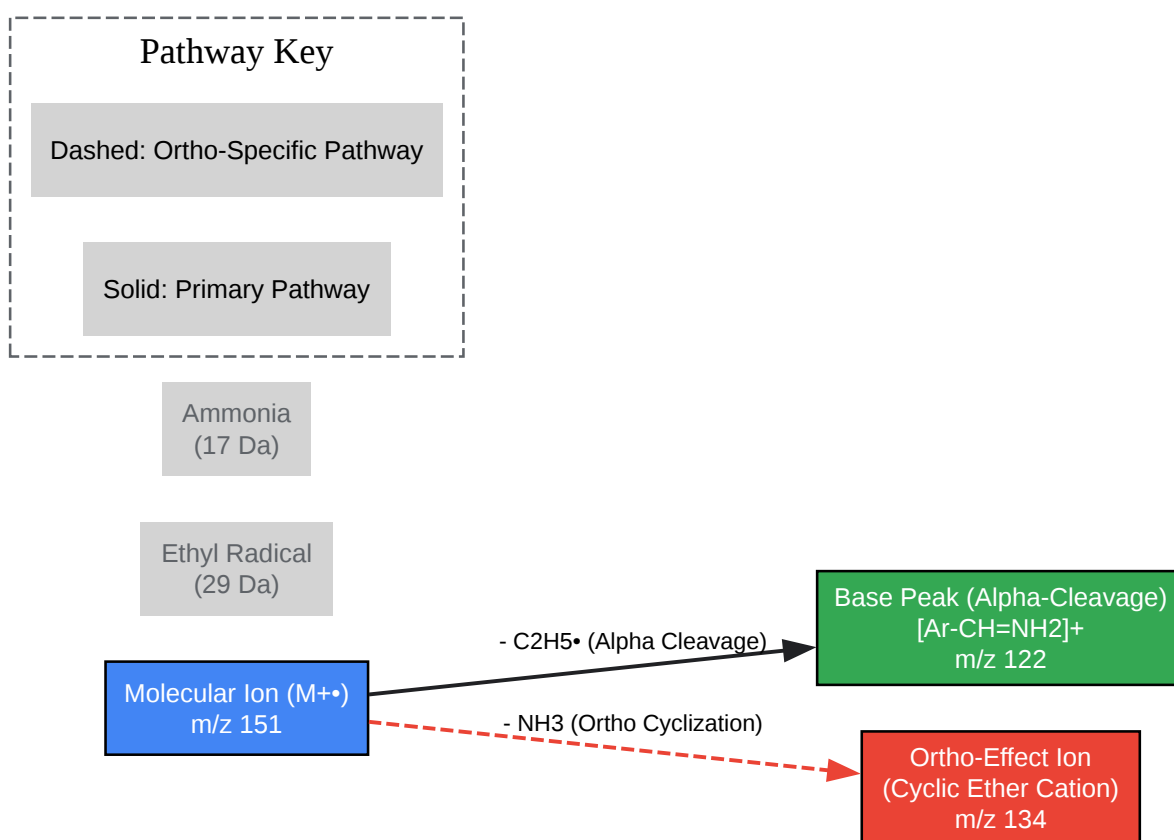 Pathway Key
Dashed: Ortho-Specific Pathway
Solid: Primary Pathway
Ammonia
(17 Da)
Ethyl Radical
(29 Da)
Molecular Ion (M+•)
m/z 151
- C2H5• (Alpha Cleavage)
- NH3 (Ortho Cyclization)
Base Peak (Alpha-Cleavage)
[Ar-CH=NH2]+
m/z 122
Ortho-Effect Ion
(Cyclic Ether Cation)
m/z 134